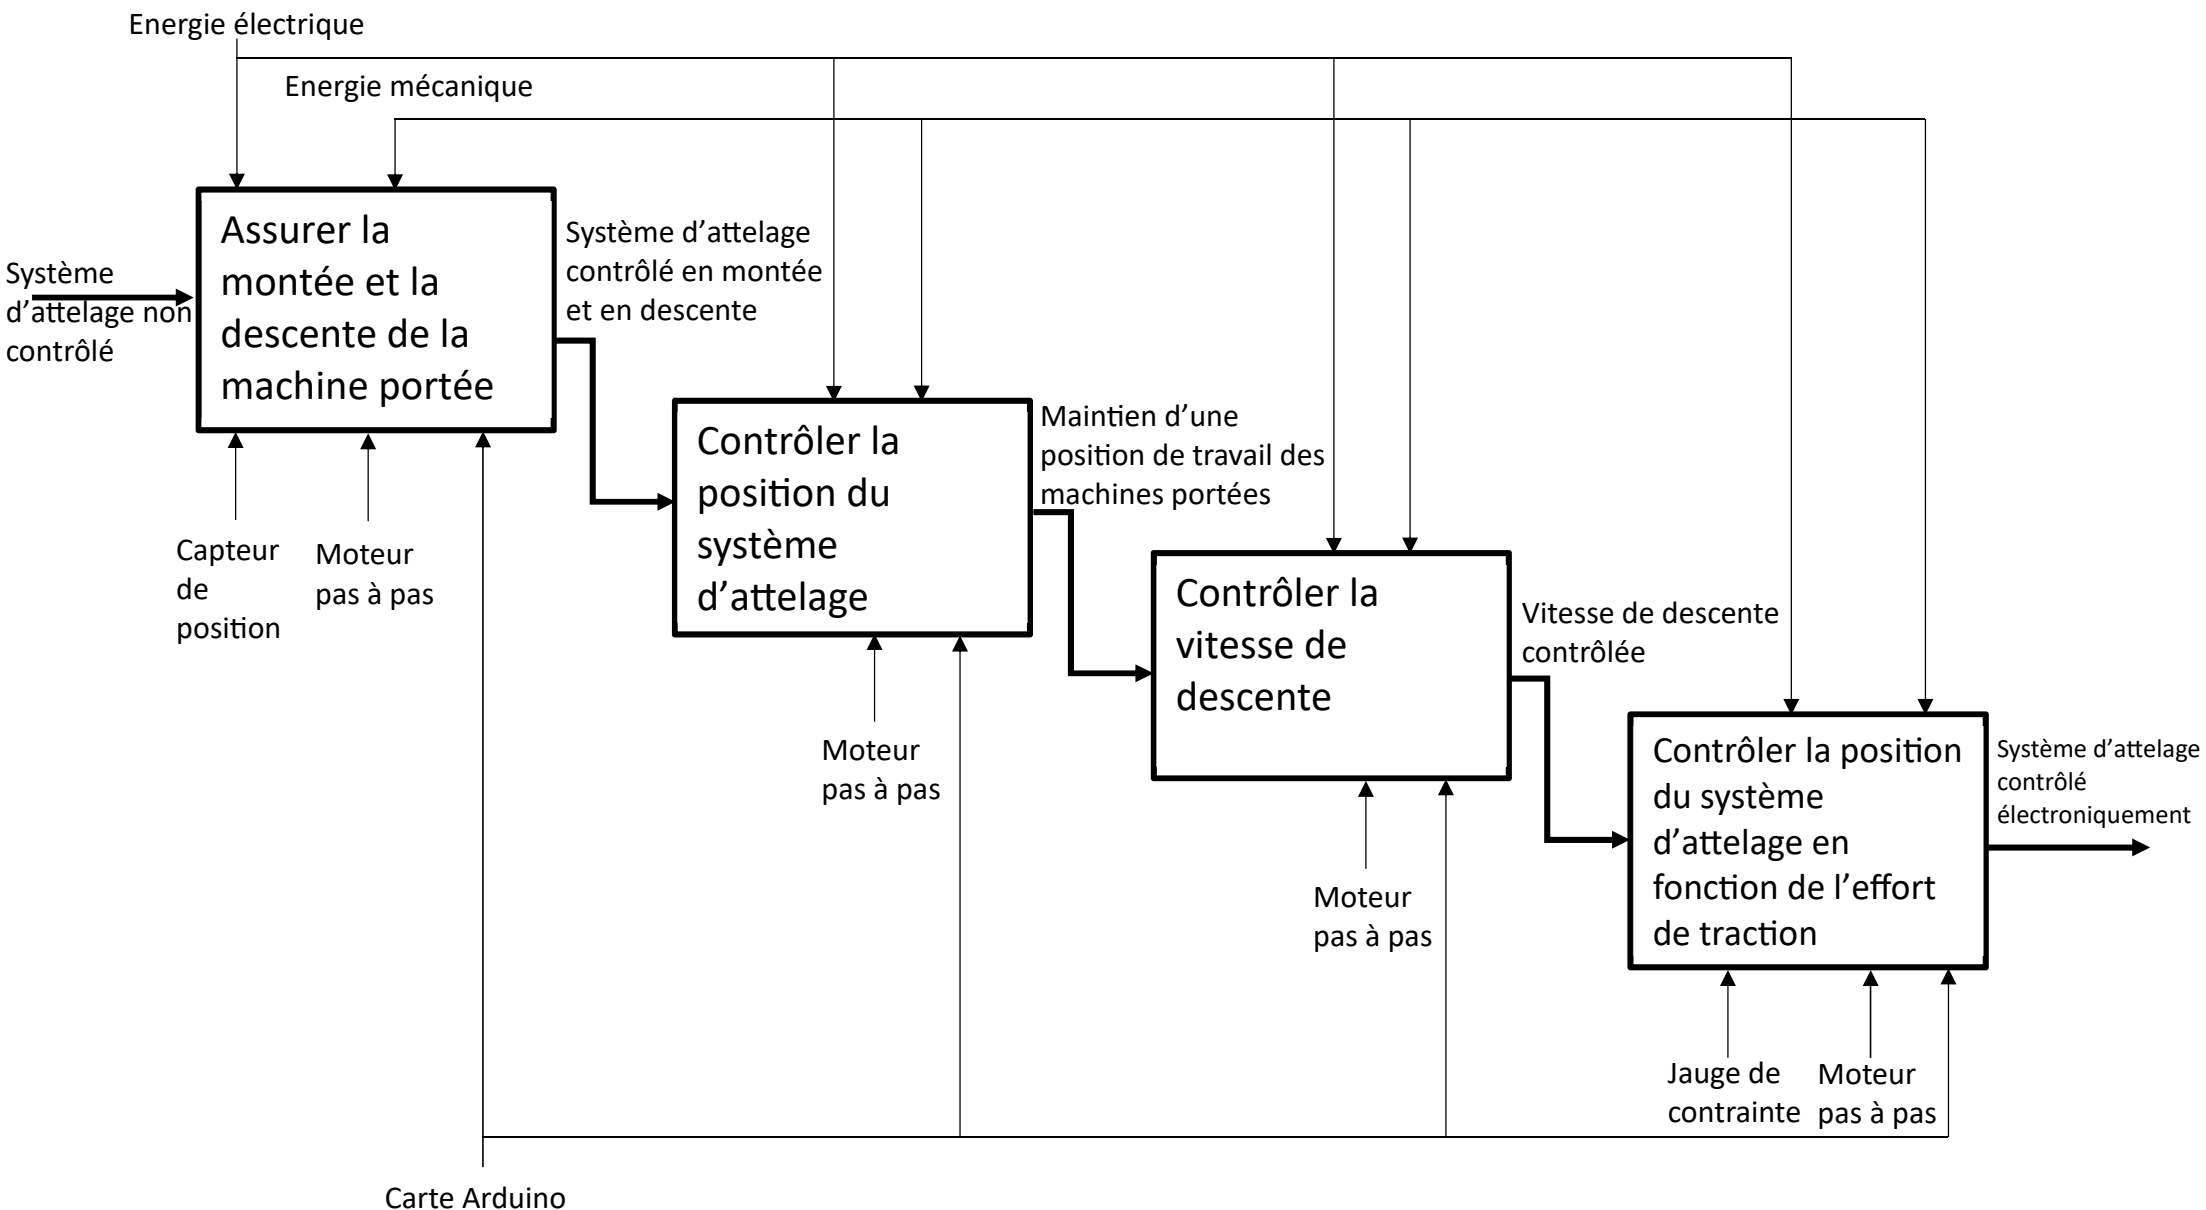 Energie électrique
Energie mécanique
Système
d’attelage non
contrôlé
Assurer la
montée et la
descente de la
machine portée
Système d’attelage
contrôlé en montée
et en descente
Capteur
de
position
Moteur
pas à pas
Contrôler la
position du
système
d’attelage
Maintien d’une
position de travail des
machines portées
Moteur
pas à pas
Contrôler la
vitesse de
descente
Vitesse de descente
contrôlée
Moteur
pas à pas
Contrôler la position
du système
d’attelage en
fonction de l’effort
de traction
Système d’attelage
contrôlé
électroniquement
Jauge de
contrainte
Moteur
pas à pas
Carte Arduino